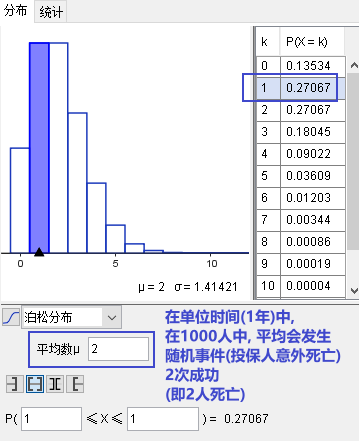 分布 统计
k P(X = k)
0 0.13534
1 0.27067
2 0.27067
3 0.18045
4 0.09022
5 0.03609
6 0.01203
7 0.00344
8 0.00086
9 0.00019
10 0.00004
0 5 10
μ = 2 σ = 1.41421
泊松分布
平均数μ 2
在单位时间(1年)中,
在1000人中, 平均会发生
随机事件(投保人意外死亡)
2次成功
(即2人死亡)
P( 1 ≤ X ≤ 1 ) = 0.27067